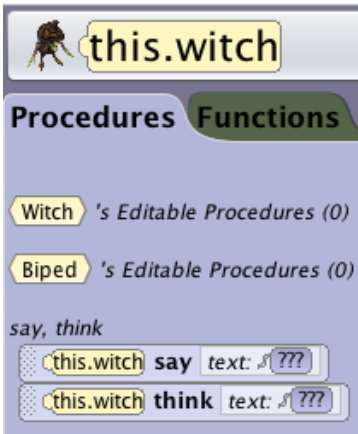 this.witch
Procedures Functions
Witch 's Editable Procedures (0)
Biped 's Editable Procedures (0)
say, think
this.witch say text: ???
this.witch think text: ???